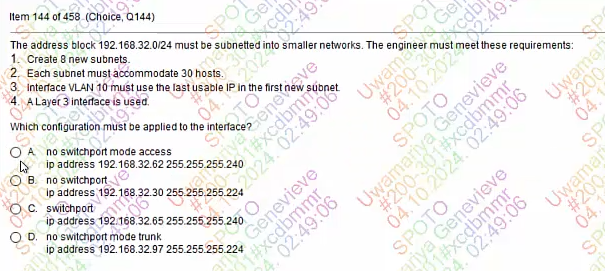 Item 144 of 458 (Choice, Q144)
The address block 192.168.32.0/24 must be subnetted into smaller networks. The engineer must meet these requirements:
1. Create 8 new subnets.
2. Each subnet must accommodate 30 hosts.
3. Interface VLAN 10 must use the last usable IP in the first new subnet.
4. A Layer 3 interface is used.
Which configuration must be applied to the interface?
A. no switchport mode access
ip address 192.168.32.62 255.255.255.240
B. no switchport
ip address 192.168.32.30 255.255.255.224
C. switchport
ip address 192.168.32.65 255.255.255.240
D. no switchport mode trunk
ip address 192.168.32.97 255.255.255.224